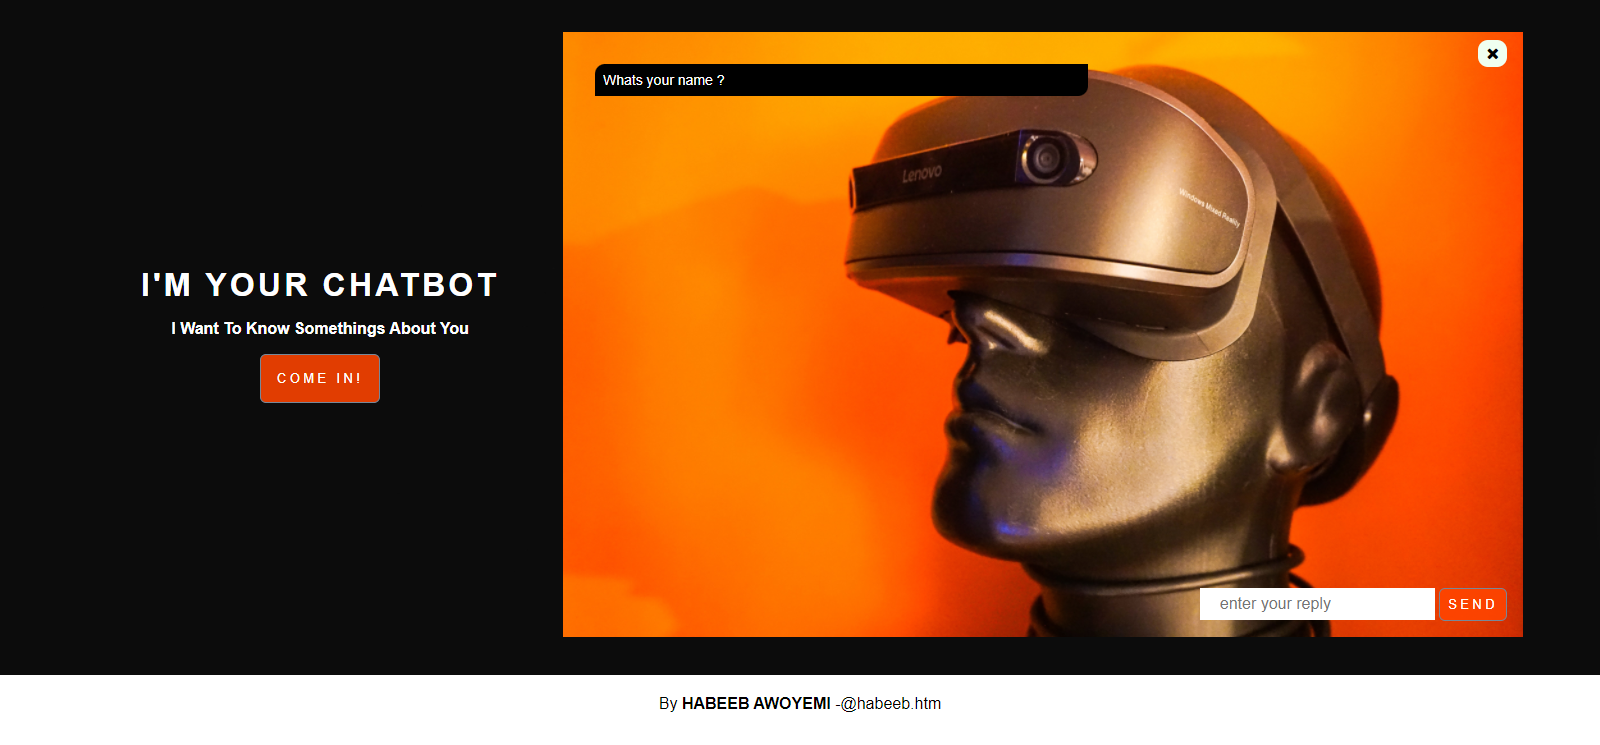 I'M YOUR CHATBOT
I Want To Know Somethings About You
COME IN!
Whats your name ?
Lenovo
Windows Mixed Reality
enter your reply
SEND
By HABEEB AWOYEMI -@habeeb.htm